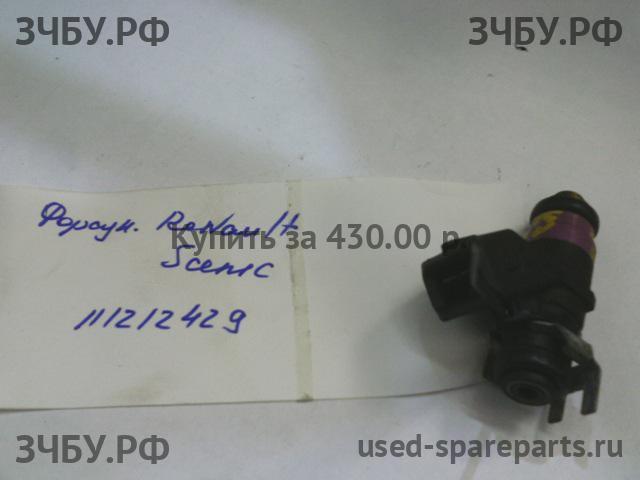 ЗЧБУ.РФ ЗЧБУ.РФ
Форсун. Renault
Купить за 430.00 р.
Scenic
111212429
ЗЧБУ.РФ used-spareparts.ru